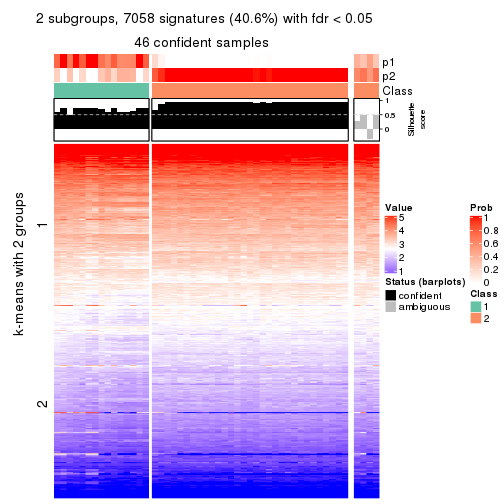 2 subgroups, 7058 signatures (40.6%) with fdr < 0.05
46 confident samples
p1
p2
Class
1
0.5
0
Silhouette
score
k-means with 2 groups
1
2
Value
5
4
3
2
1
Status (barplots)
confident
ambiguous
Prob
1
0.8
0.6
0.4
0.2
0
Class
1
2